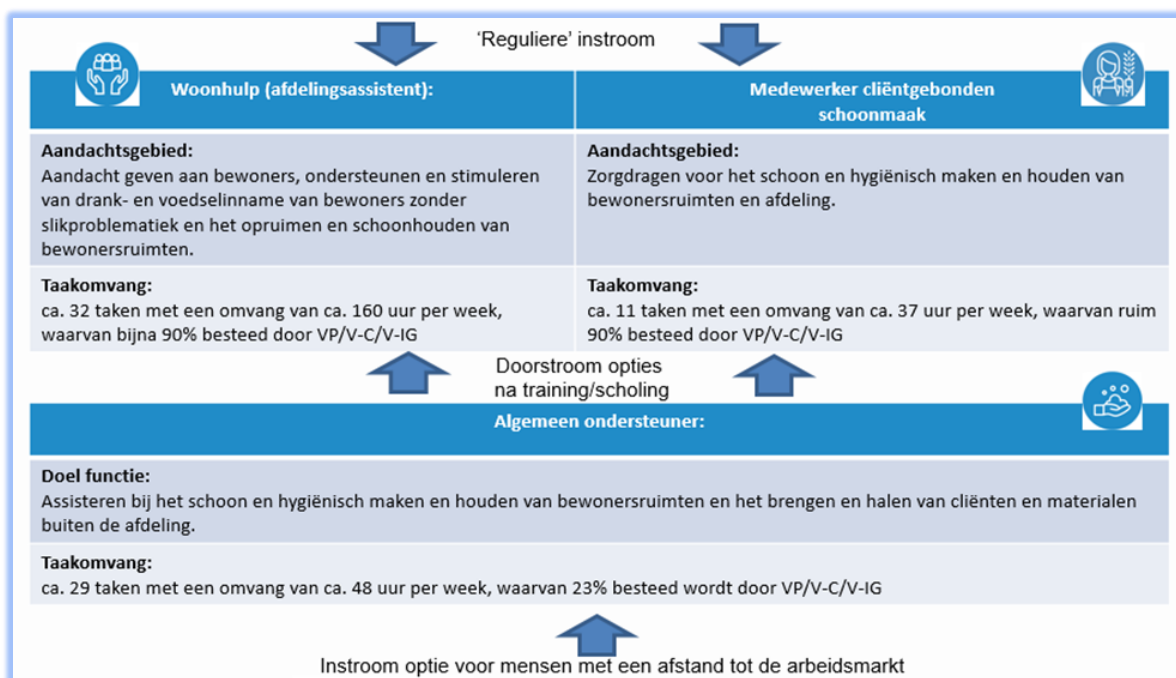 ‘Reguliere’ instroom
Woonhulp (afdelingsassistent):
Medewerker cliëntgebonden
schoonmaak
Aandachtsgebied:
Aandacht geven aan bewoners, ondersteunen en stimuleren
van drank- en voedselinname van bewoners zonder
slikproblematiek en het opruimen en schoonhouden van
bewonersruimten.
Aandachtsgebied:
Zorgdragen voor het schoon en hygiënisch maken en houden van
bewonersruimten en afdeling.
Taakomvang:
ca. 32 taken met een omvang van ca. 160 uur per week,
waarvan bijna 90% besteed door VP/V-C/V-IG
Taakomvang:
ca. 11 taken met een omvang van ca. 37 uur per week, waarvan ruim
90% besteed door VP/V-C/V-IG
Doorstroom opties
na training/scholing
Algemeen ondersteuner:
Doel functie:
Assisteren bij het schoon en hygiënisch maken en houden van bewonersruimten en het brengen en halen van cliënten en materialen
buiten de afdeling.
Taakomvang:
ca. 29 taken met een omvang van ca. 48 uur per week, waarvan 23% besteed wordt door VP/V-C/V-IG
Instroom optie voor mensen met een afstand tot de arbeidsmarkt